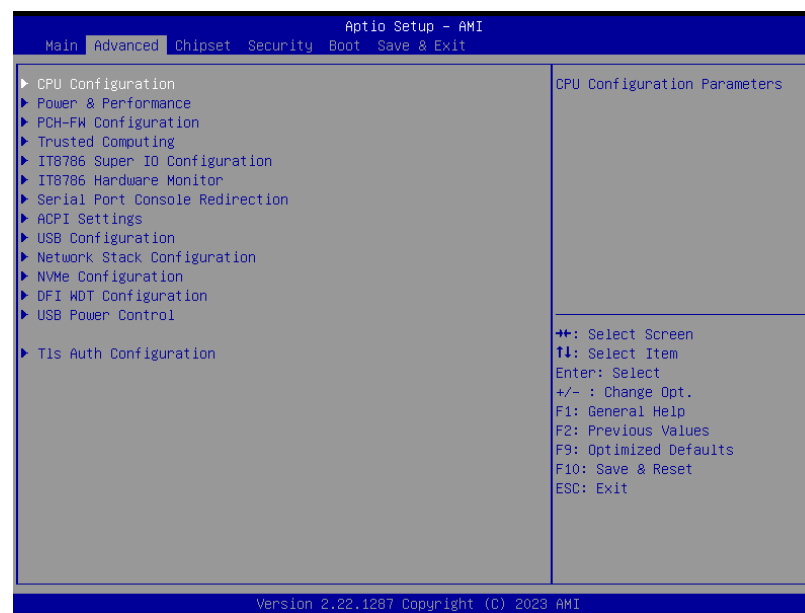 Aptio Setup – AMI
Main Advanced Chipset Security Boot Save & Exit
▶ CPU Configuration
▶ Power & Performance
▶ PCH-FW Configuration
▶ Trusted Computing
▶ IT8786 Super IO Configuration
▶ IT8786 Hardware Monitor
▶ Serial Port Console Redirection
▶ ACPI Settings
▶ USB Configuration
▶ Network Stack Configuration
▶ NVMe Configuration
▶ DFI WDT Configuration
▶ USB Power Control
▶ Tls Auth Configuration
CPU Configuration Parameters
→←: Select Screen
↑↓: Select Item
Enter: Select
+/- : Change Opt.
F1: General Help
F2: Previous Values
F9: Optimized Defaults
F10: Save & Reset
ESC: Exit
Version 2.22.1287 Copyright (C) 2023 AMI